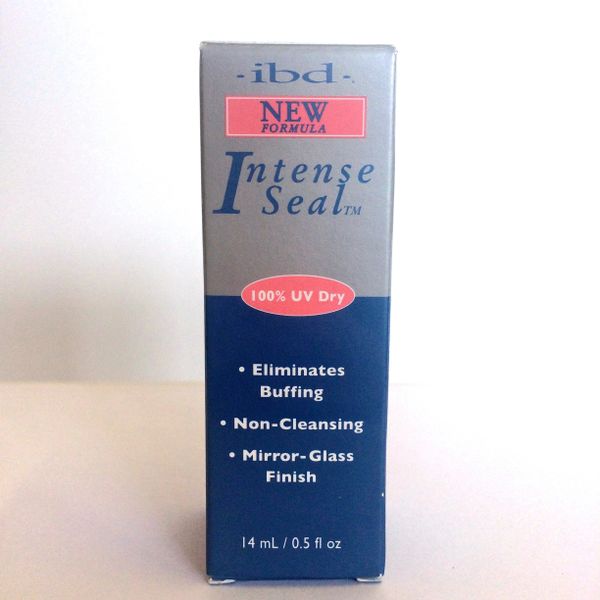 ·ibd·
NEW
FORMULA
Intense
Seal™
100% UV Dry
• Eliminates
Buffing
• Non-Cleansing
• Mirror-Glass
Finish
14 mL / 0.5 fl oz